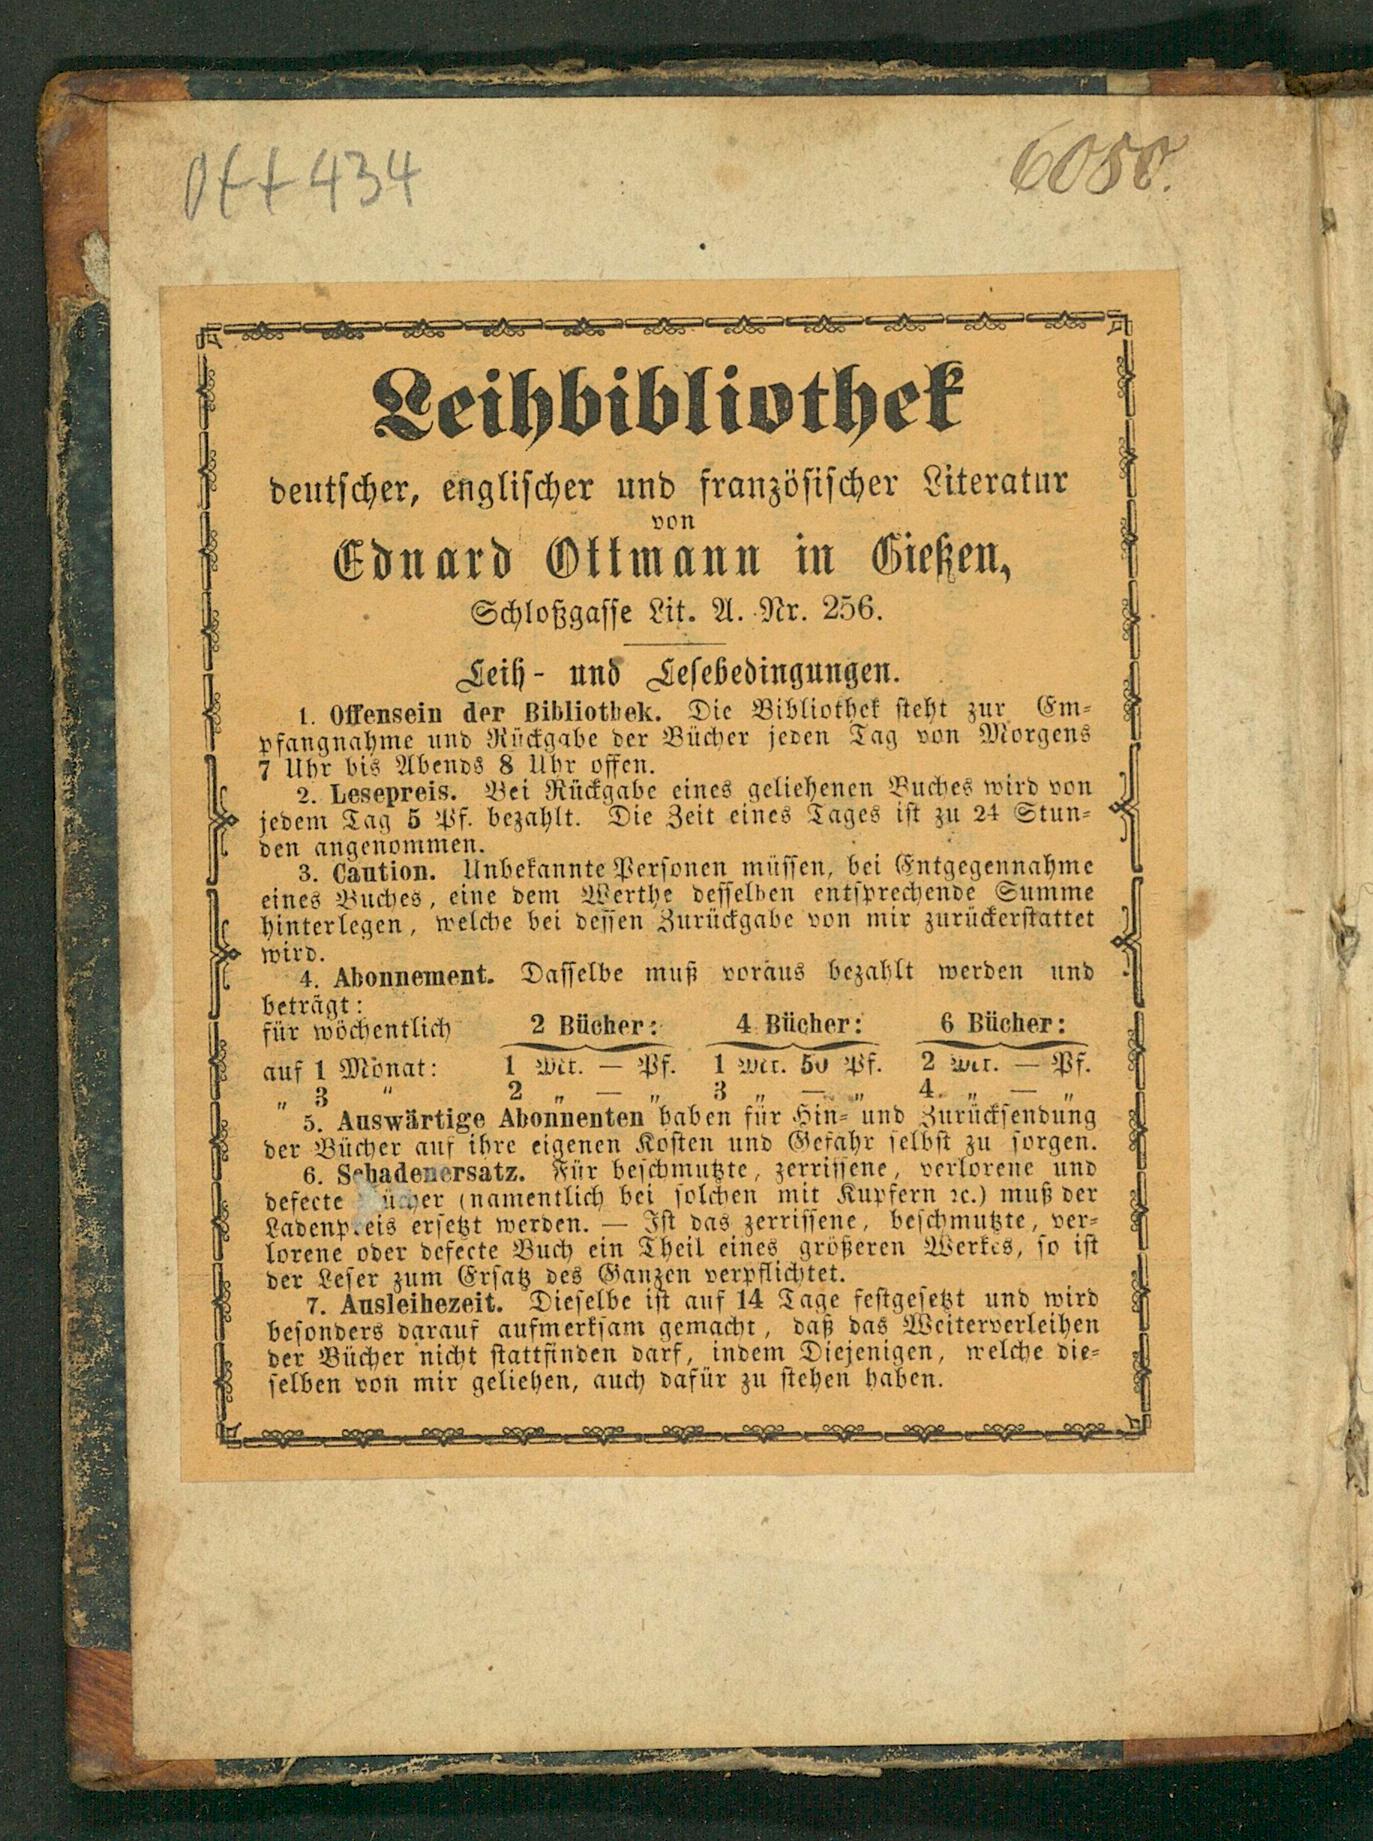 Ott 434
6050.
Leihbibliothek
deutscher, englischer und französischer Literatur
von
Eduard Ottmann in Gießen,
Schloßgasse Lit. A. Nr. 256.
Leih- und Lesebedingungen.
1. Offensein der Bibliothek. Die Bibliothek steht zur Em-
pfangnahme und Rückgabe der Bücher jeden Tag von Morgens
7 Uhr bis Abends 8 Uhr offen.
2. Lesepreis. Bei Rückgabe eines geliehenen Buches wird von
jedem Tag 5 Pf. bezahlt. Die Zeit eines Tages ist zu 24 Stun-
den angenommen.
3. Caution. Unbekannte Personen müssen, bei Entgegennahme
eines Buches, eine dem Werthe desselben entsprechende Summe
hinterlegen, welche bei dessen Zurückgabe von mir zurückerstattet
wird.
4. Abonnement. Dasselbe muß voraus bezahlt werden und
beträgt:
für wöchentlich 2 Bücher: 4 Bücher: 6 Bücher:
auf 1 Monat: 1 Mk. — Pf. 1 Mk. 50 Pf. 2 Mk. — Pf.
„ 3 " 2 „ — „ 3 „ — „ 4 „ — „
5. Auswärtige Abonnenten haben für Hin- und Zurücksendung
der Bücher auf ihre eigenen Kosten und Gefahr selbst zu sorgen.
6. Schadenersatz. Für beschmutzte, zerrissene, verlorene und
defecte Bücher (namentlich bei solchen mit Kupfern ꝛc.) muß der
Ladenpreis ersetzt werden. — Ist das zerrissene, beschmutzte, ver-
lorene oder defecte Buch ein Theil eines größeren Werkes, so ist
der Leser zum Ersatz des Ganzen verpflichtet.
7. Ausleihezeit. Dieselbe ist auf 14 Tage festgesetzt und wird
besonders darauf aufmerksam gemacht, daß das Weiterverleihen
der Bücher nicht stattfinden darf, indem Diejenigen, welche die-
selben von mir geliehen, auch dafür zu stehen haben.